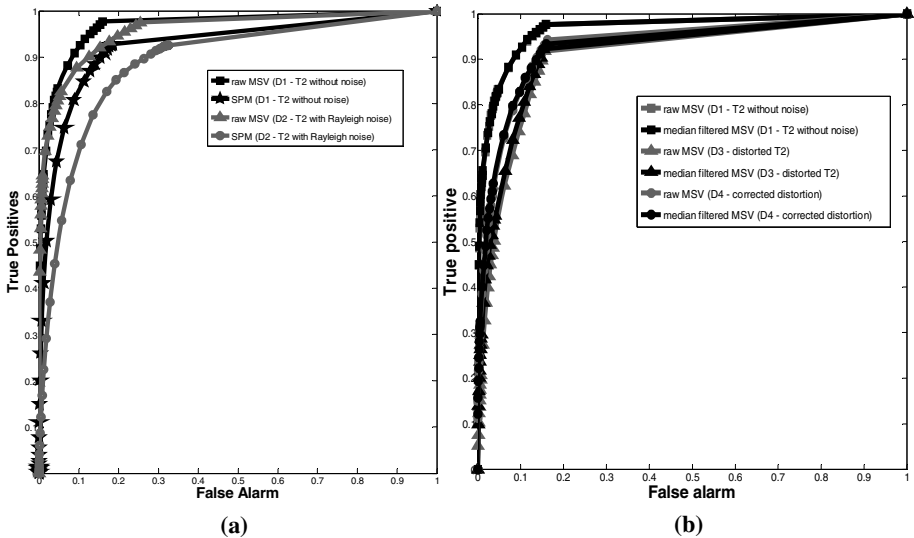 1
0.9
0.8
0.7
0.6
0.5
0.4
0.3
0.2
0.1
True Positives
raw MSV (D1 - T2 without noise)
SPM (D1 - T2 without noise)
raw MSV (D2 - T2 with Rayleigh noise)
SPM (D2 - T2 with Rayleigh noise)
0 0.1 0.2 0.3 0.4 0.5 0.6 0.7 0.8 0.9 1
False Alarm
(a)
1
0.9
0.8
0.7
0.6
0.5
0.4
0.3
0.2
0.1
True positive
raw MSV (D1 - T2 without noise)
median filtered MSV (D1 - T2 without noise)
raw MSV (D3 - distorted T2)
median filtered MSV (D3 - distorted T2)
raw MSV (D4 - corrected distortion)
median filtered MSV (D4 - corrected distortion)
0 0.1 0.2 0.3 0.4 0.5 0.6 0.7 0.8 0.9 1
False alarm
(b)